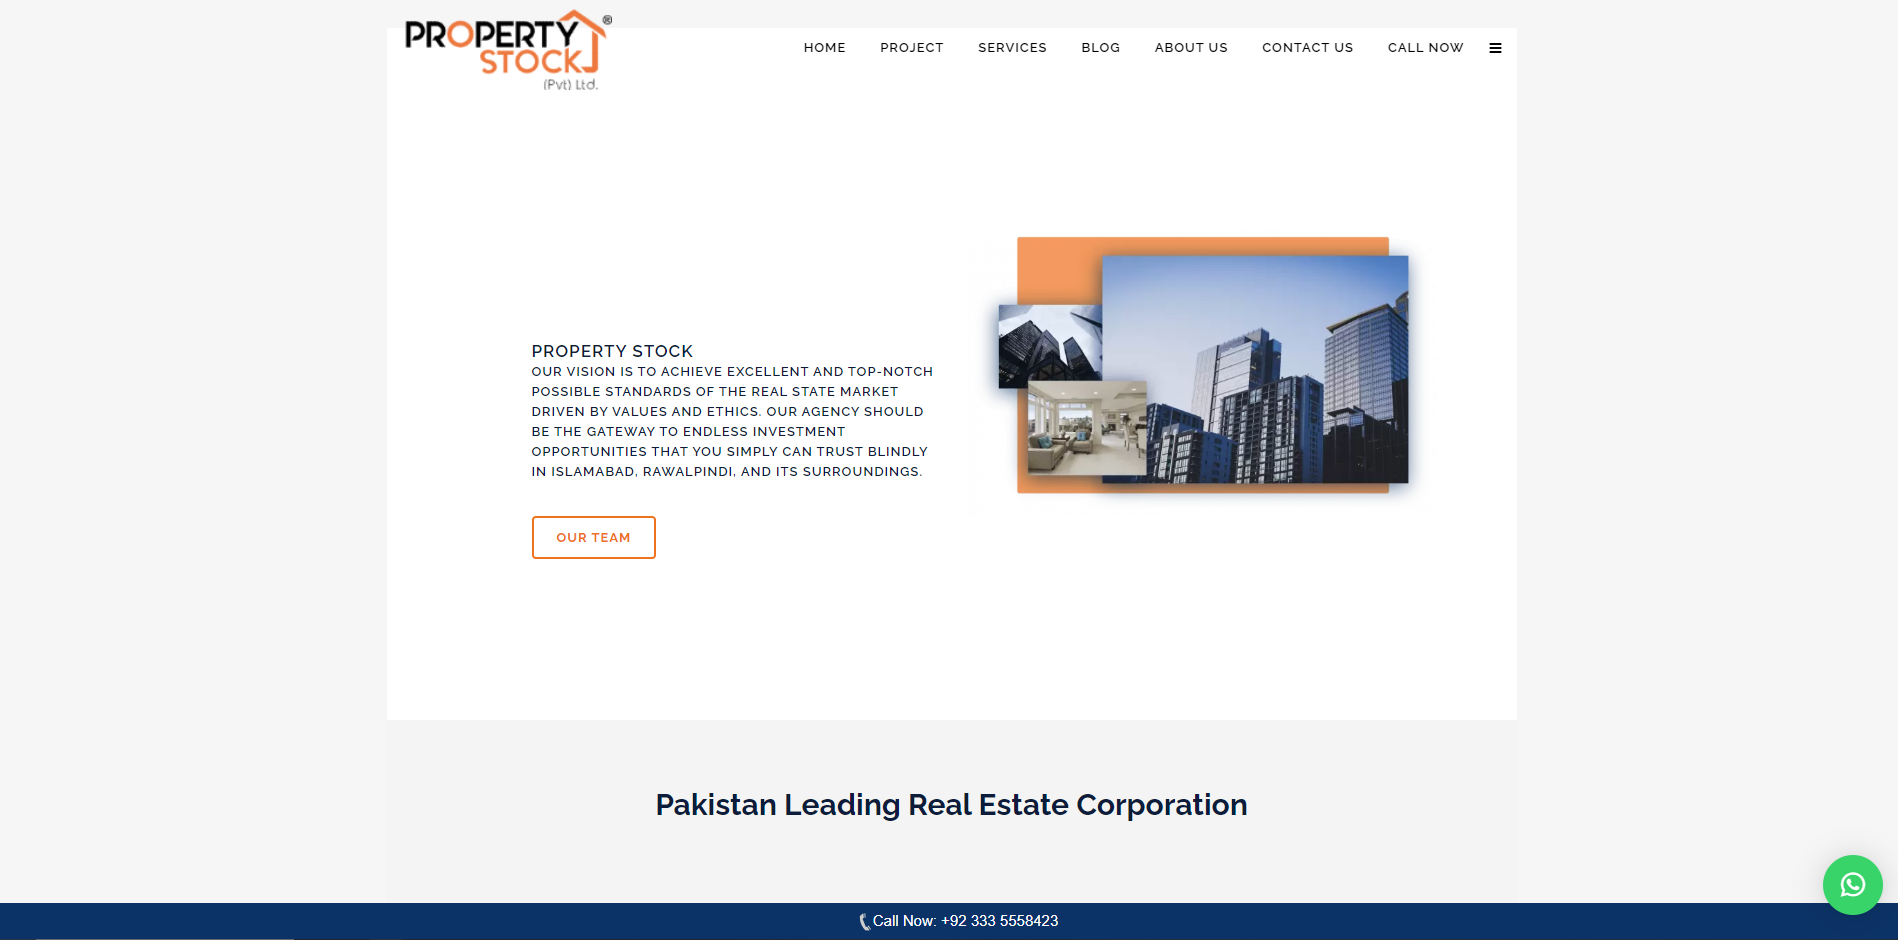 PROPERTY®
STOCK
(Pvt) Ltd.
HOME PROJECT SERVICES BLOG ABOUT US CONTACT US CALL NOW
PROPERTY STOCK
OUR VISION IS TO ACHIEVE EXCELLENT AND TOP-NOTCH
POSSIBLE STANDARDS OF THE REAL STATE MARKET
DRIVEN BY VALUES AND ETHICS. OUR AGENCY SHOULD
BE THE GATEWAY TO ENDLESS INVESTMENT
OPPORTUNITIES THAT YOU SIMPLY CAN TRUST BLINDLY
IN ISLAMABAD, RAWALPINDI, AND ITS SURROUNDINGS.
OUR TEAM
Pakistan Leading Real Estate Corporation
Call Now: +92 333 5558423